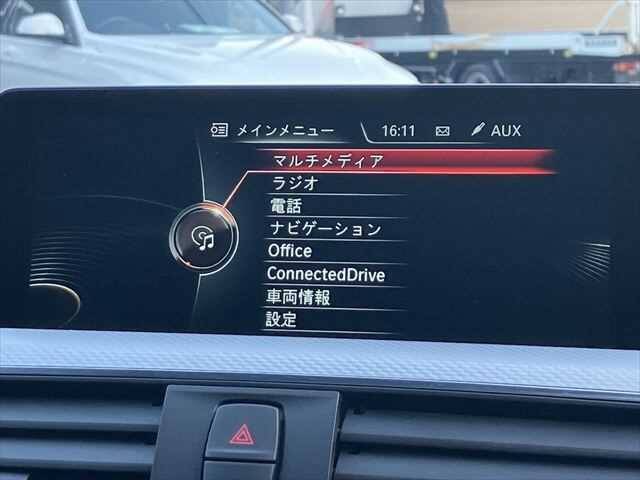 メインメニュー 16:11 AUX
マルチメディア
ラジオ
電話
ナビゲーション
Office
ConnectedDrive
車両情報
設定